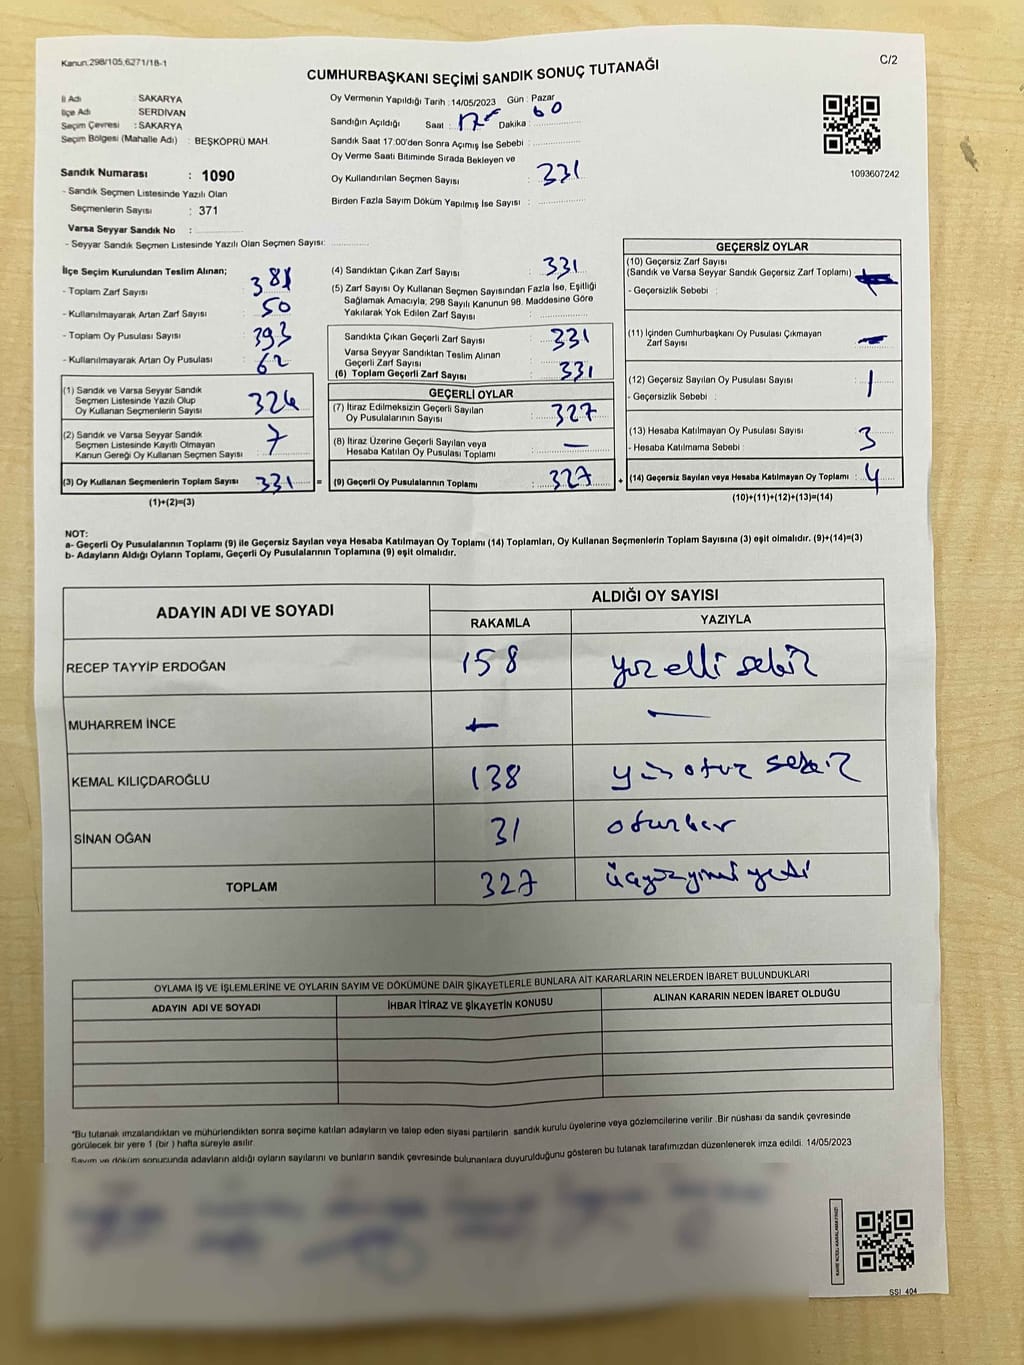 Kanun:298/105,6271/18-1
C/2
CUMHURBAŞKANI SEÇİMİ SANDIK SONUÇ TUTANAĞI
İl Adı : SAKARYA
İlçe Adı : SERDİVAN
Seçim Çevresi : SAKARYA
Seçim Bölgesi (Mahalle Adı) : BEŞKÖPRÜ MAH.
Sandık Numarası : 1090
- Sandık Seçmen Listesinde Yazılı Olan
Seçmenlerin Sayısı : 371
Varsa Seyyar Sandık No :
- Seyyar Sandık Seçmen Listesinde Yazılı Olan Seçmen Sayısı:
Oy Vermenin Yapıldığı Tarih : 14/05/2023 Gün : Pazar
Sandığın Açıldığı Saat : 17 Dakika :
Sandık Saat 17:00'den Sonra Açımış İse Sebebi :
Oy Verme Saati Bitiminde Sırada Bekleyen ve
Oy Kullandırılan Seçmen Sayısı : 331
Birden Fazla Sayım Döküm Yapılmış İse Sayısı :
1093607242
İlçe Seçim Kurulundan Teslim Alınan;
- Toplam Zarf Sayısı : 381
- Kullanılmayarak Artan Zarf Sayısı : 50
- Toplam Oy Pusulası Sayısı : 393
- Kullanılmayarak Artan Oy Pusulası : 62
(1) Sandık ve Varsa Seyyar Sandık
Seçmen Listesinde Yazılı Olup
Oy Kullanan Seçmenlerin Sayısı : 324
(2) Sandık ve Varsa Seyyar Sandık
Seçmen Listesinde Kayıtlı Olmayan
Kanun Gereği Oy Kullanan Seçmen Sayısı : 7
(3) Oy Kullanan Seçmenlerin Toplam Sayısı : 331 =
(1)+(2)=(3)
(4) Sandıktan Çıkan Zarf Sayısı : 331
(5) Zarf Sayısı Oy Kullanan Seçmen Sayısından Fazla İse, Eşitliği
Sağlamak Amacıyla, 298 Sayılı Kanunun 98. Maddesine Göre
Yakılarak Yok Edilen Zarf Sayısı :
Sandıkta Çıkan Geçerli Zarf Sayısı : 331
Varsa Seyyar Sandıktan Teslim Alınan
Geçerli Zarf Sayısı :
(6) Toplam Geçerli Zarf Sayısı : 331
GEÇERLİ OYLAR
(7) İtiraz Edilmeksizin Geçerli Sayılan
Oy Pusulalarının Sayısı : 327
(8) İtiraz Üzerine Geçerli Sayılan veya
Hesaba Katılan Oy Pusulası Toplamı : —
(9) Geçerli Oy Pusulalarının Toplamı : 327 +
GEÇERSİZ OYLAR
(10) Geçersiz Zarf Sayısı
(Sandık ve Varsa Seyyar Sandık Geçersiz Zarf Toplamı) :
- Geçersizlik Sebebi :
(11) İçinden Cumhurbaşkanı Oy Pusulası Çıkmayan
Zarf Sayısı : —
(12) Geçersiz Sayılan Oy Pusulası Sayısı : 1
- Geçersizlik Sebebi :
(13) Hesaba Katılmayan Oy Pusulası Sayısı : 3
- Hesaba Katılmama Sebebi :
(14) Geçersiz Sayılan veya Hesaba Katılmayan Oy Toplamı : 4
(10)+(11)+(12)+(13)=(14)
NOT:
a- Geçerli Oy Pusulalarının Toplamı (9) ile Geçersiz Sayılan veya Hesaba Katılmayan Oy Toplamı (14) Toplamları, Oy Kullanan Seçmenlerin Toplam Sayısına (3) eşit olmalıdır. (9)+(14)=(3)
b- Adayların Aldığı Oyların Toplamı, Geçerli Oy Pusulalarının Toplamına (9) eşit olmalıdır.
ADAYIN ADI VE SOYADI
ALDIĞI OY SAYISI
RAKAMLA YAZIYLA
RECEP TAYYİP ERDOĞAN 158 yüz elli sekiz
MUHARREM İNCE — —
KEMAL KILIÇDAROĞLU 138 yüz otuz sekiz
SİNAN OĞAN 31 otuz bir
TOPLAM 327 üçyüz yirmi yedi
OYLAMA İŞ VE İŞLEMLERİNE VE OYLARIN SAYIM VE DÖKÜMÜNE DAİR ŞİKAYETLERLE BUNLARA AİT KARARLARIN NELERDEN İBARET BULUNDUKLARI
ADAYIN ADI VE SOYADI İHBAR İTİRAZ VE ŞİKAYETİN KONUSU ALINAN KARARIN NEDEN İBARET OLDUĞU
*Bu tutanak imzalandıktan ve mühürlendikten sonra seçime katılan adayların ve talep eden siyasi partilerin sandık kurulu üyelerine veya gözlemcilerine verilir .Bir nüshası da sandık çevresinde
görülecek bir yere 1 (bir ) hafta süreyle asılır.
Sayım ve döküm sonucunda adayların aldığı oyların sayılarını ve bunların sandık çevresinde bulunanlara duyurulduğunu gösteren bu tutanak tarafımızdan düzenlenerek imza edildi. 14/05/2023
SSI_404